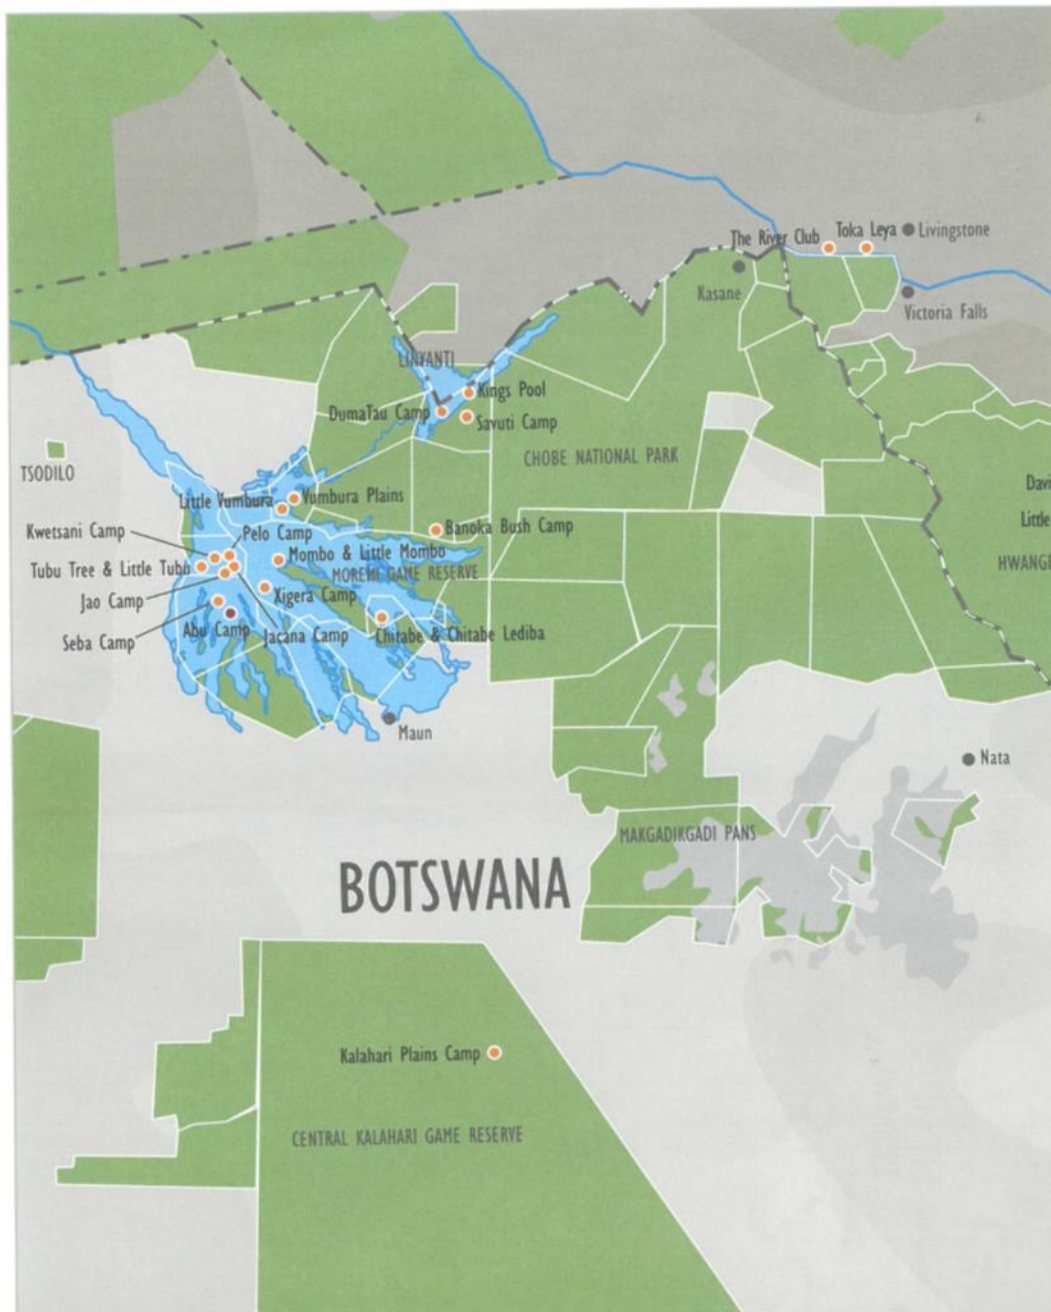 The River Club
Toka Leya
Livingstone
Kasane
Victoria Falls
LINYANTI
Kings Pool
DumaTau Camp
Savuti Camp
CHOBE NATIONAL PARK
TSODILO
Davi
Little Vumbura
Vumbura Plains
Little
Kwetsani Camp
Pelo Camp
Banoka Bush Camp
Mombo & Little Mombo
HWANGE
Tubu Tree & Little Tubu
MOREMI GAME RESERVE
Jao Camp
Xigera Camp
Abu Camp
Jacana Camp
Chitabe & Chitabe Lediba
Seba Camp
Maun
Nata
MAKGADIKGADI PANS
BOTSWANA
Kalahari Plains Camp
CENTRAL KALAHARI GAME RESERVE